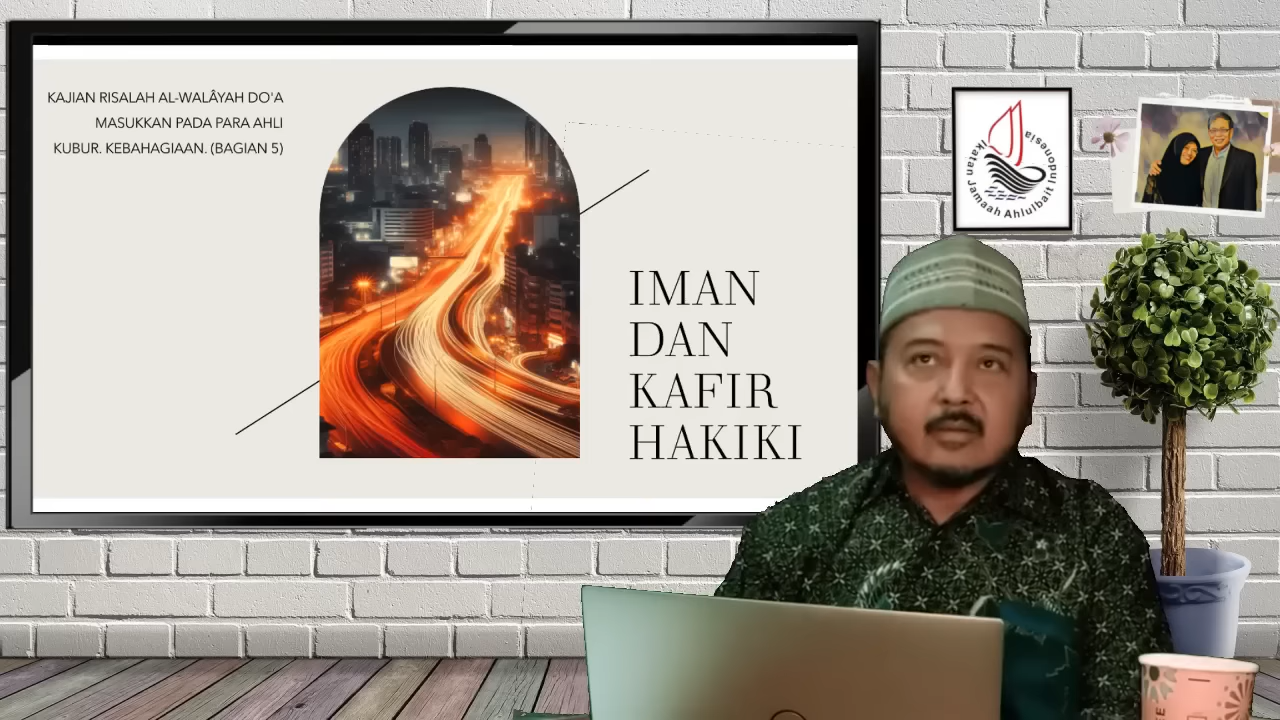 KAJIAN RISALAH AL-WALÂYAH DO'A
MASUKKAN PADA PARA AHLI
KUBUR. KEBAHAGIAAN. (BAGIAN 5)
IMAN
DAN
KAFIR
HAKIKI
Ikatan Jamaah Ahlulbait Indonesia